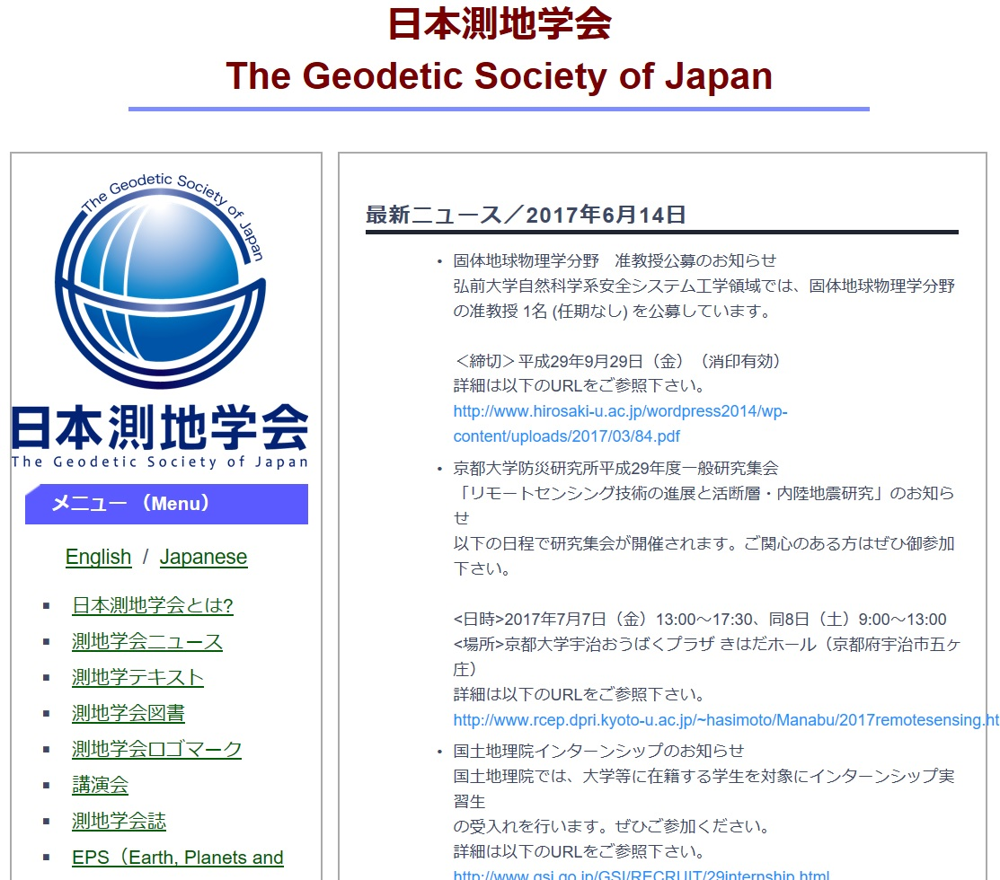 日本測地学会
The Geodetic Society of Japan
The Geodetic Society of Japan
日本測地学会
The Geodetic Society of Japan
メニュー （Menu）
English / Japanese
日本測地学会とは?
測地学会ニュース
測地学テキスト
測地学会図書
測地学会ロゴマーク
講演会
測地学会誌
EPS（Earth, Planets and
最新ニュース／2017年6月14日
固体地球物理学分野　准教授公募のお知らせ
弘前大学自然科学系安全システム工学領域では、固体地球物理学分野
の准教授 1名 (任期なし) を公募しています。
＜締切＞平成29年9月29日（金）（消印有効）
詳細は以下のURLをご参照下さい。
http://www.hirosaki-u.ac.jp/wordpress2014/wp-
content/uploads/2017/03/84.pdf
京都大学防災研究所平成29年度一般研究集会
「リモートセンシング技術の進展と活断層・内陸地震研究」のお知ら
せ
以下の日程で研究集会が開催されます。ご関心のある方はぜひ御参加
下さい。
<日時>2017年7月7日（金）13:00～17:30、同8日（土）9:00～13:00
<場所>京都大学宇治おうばくプラザ きはだホール（京都府宇治市五ヶ
庄）
詳細は以下のURLをご参照下さい。
http://www.rcep.dpri.kyoto-u.ac.jp/~hasimoto/Manabu/2017remotesensing.ht
国土地理院インターンシップのお知らせ
国土地理院では、大学等に在籍する学生を対象にインターンシップ実
習生
の受入れを行います。ぜひご参加ください。
詳細は以下のURLをご参照下さい。
http://www.gsi.go.jp/GSI/RECRUIT/29internship.html